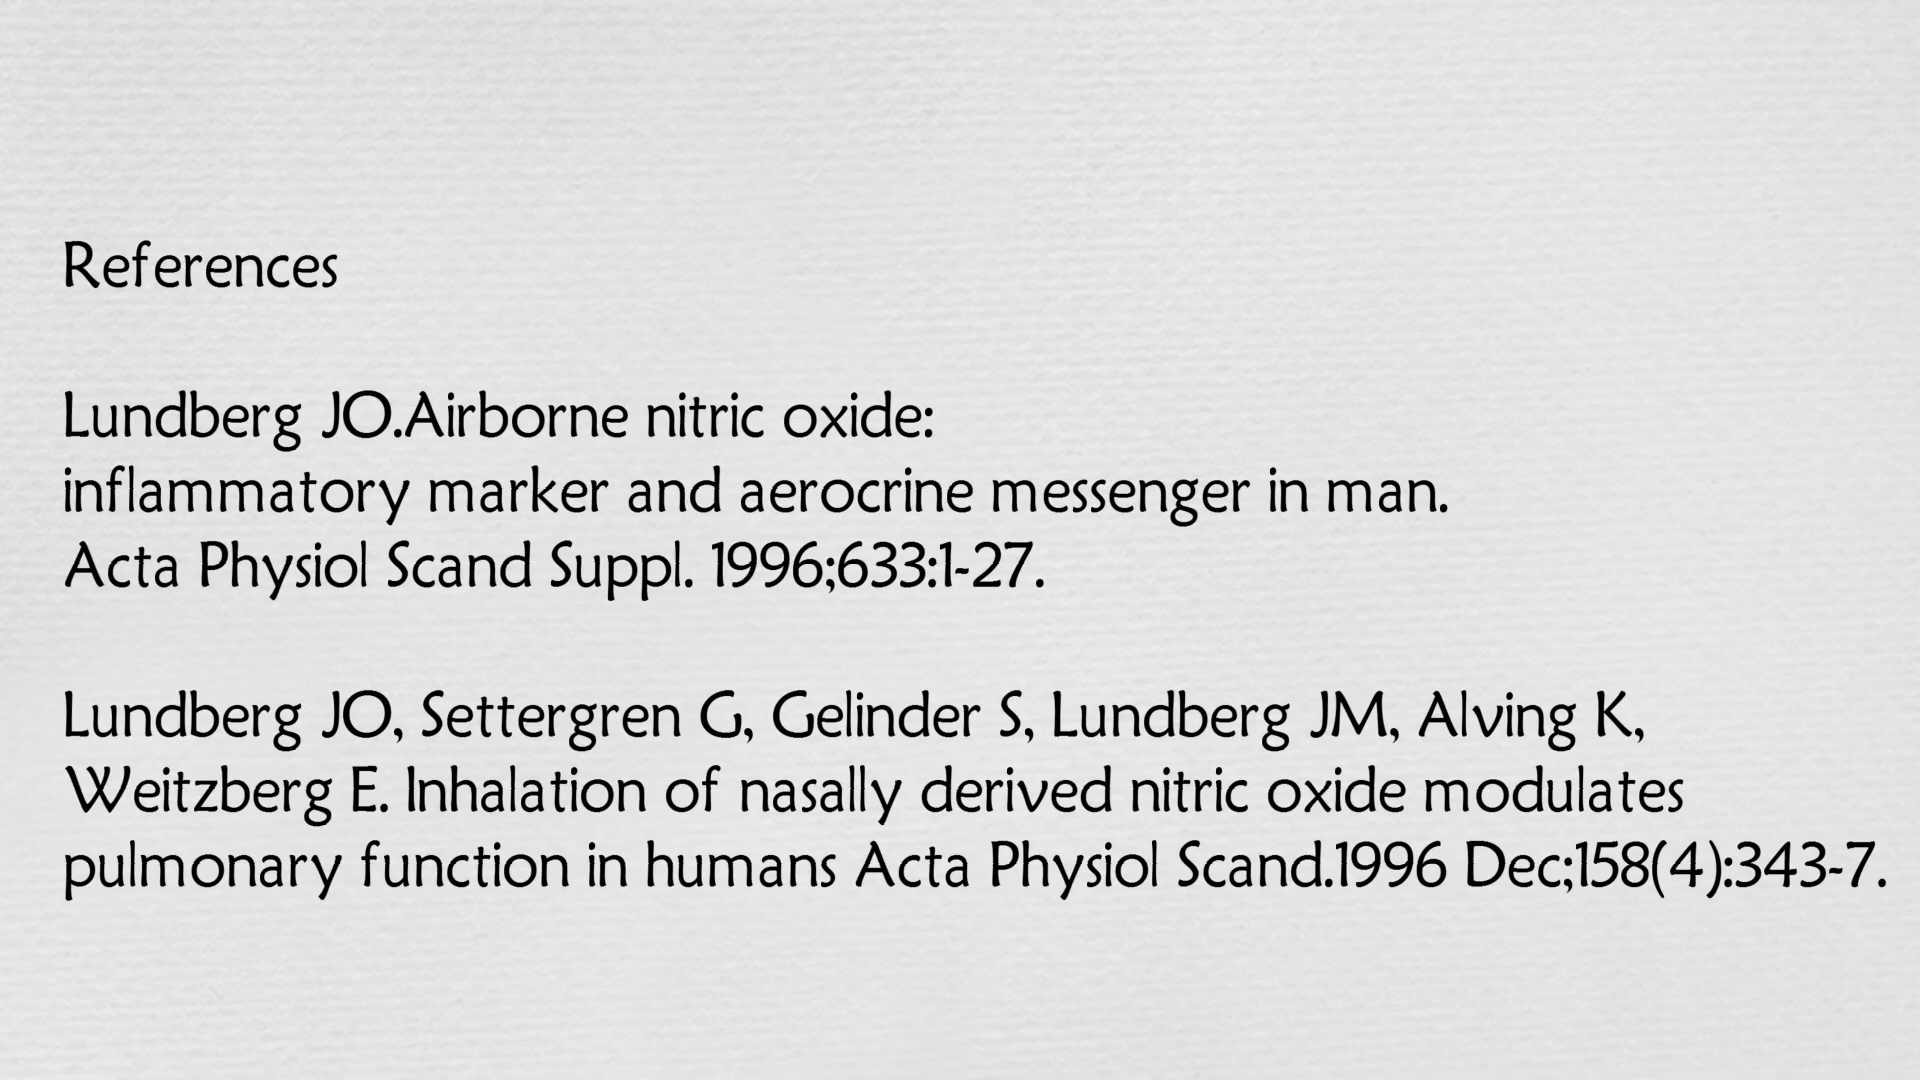 References
Lundberg JO.Airborne nitric oxide:
inflammatory marker and aerocrine messenger in man.
Acta Physiol Scand Suppl. 1996;633:1-27.
Lundberg JO, Settergren G, Gelinder S, Lundberg JM, Alving K,
Weitzberg E. Inhalation of nasally derived nitric oxide modulates
pulmonary function in humans Acta Physiol Scand.1996 Dec;158(4):343-7.